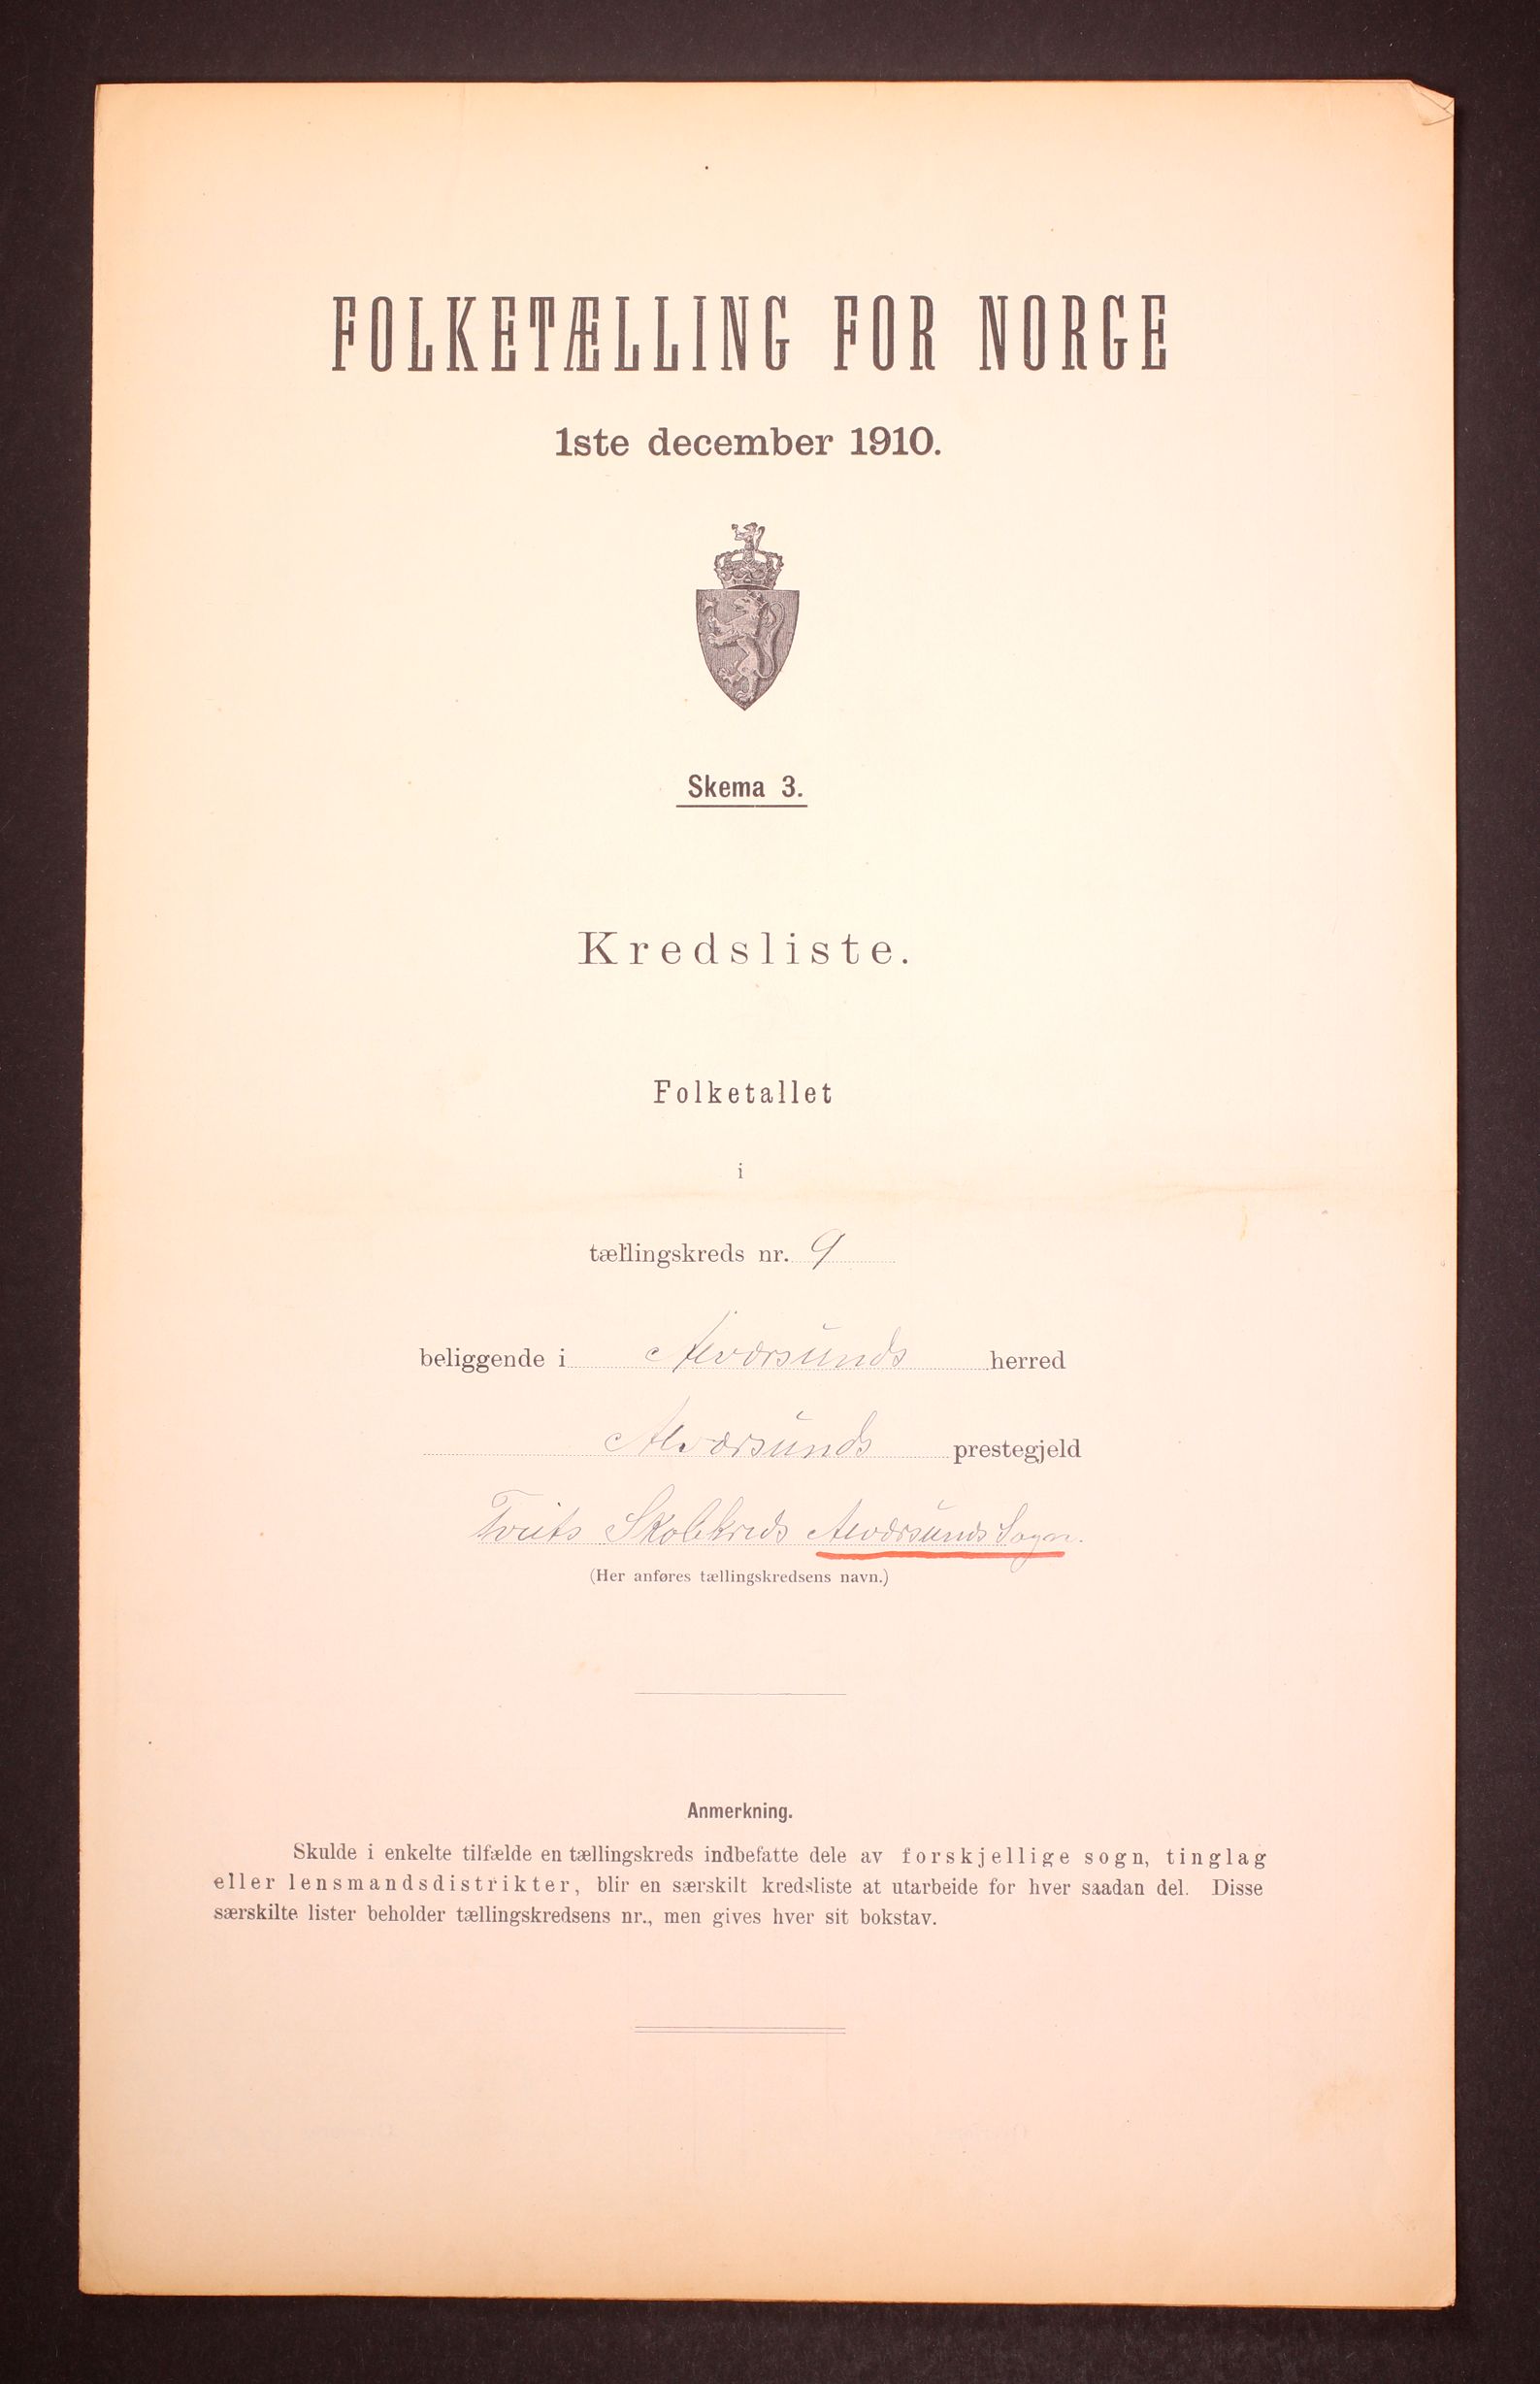 FOLKETÆLLING FOR NORGE
1ste december 1910.
Skema 3.
Kredsliste.
Folketallet
i
tællingskreds nr. 9
beliggende i Alværsunds herred
Alværsunds prestegjeld
Tveits Skolekreds Alværsunds Sogn.
(Her anføres tællingskredsens navn.)
Anmerkning.
Skulde i enkelte tilfælde en tællingskreds indbefatte dele av forskjellige sogn, tinglag
eller lensmandsdistrikter, blir en særskilt kredsliste at utarbeide for hver saadan del. Disse
særskilte lister beholder tællingskredsens nr., men gives hver sit bokstav.